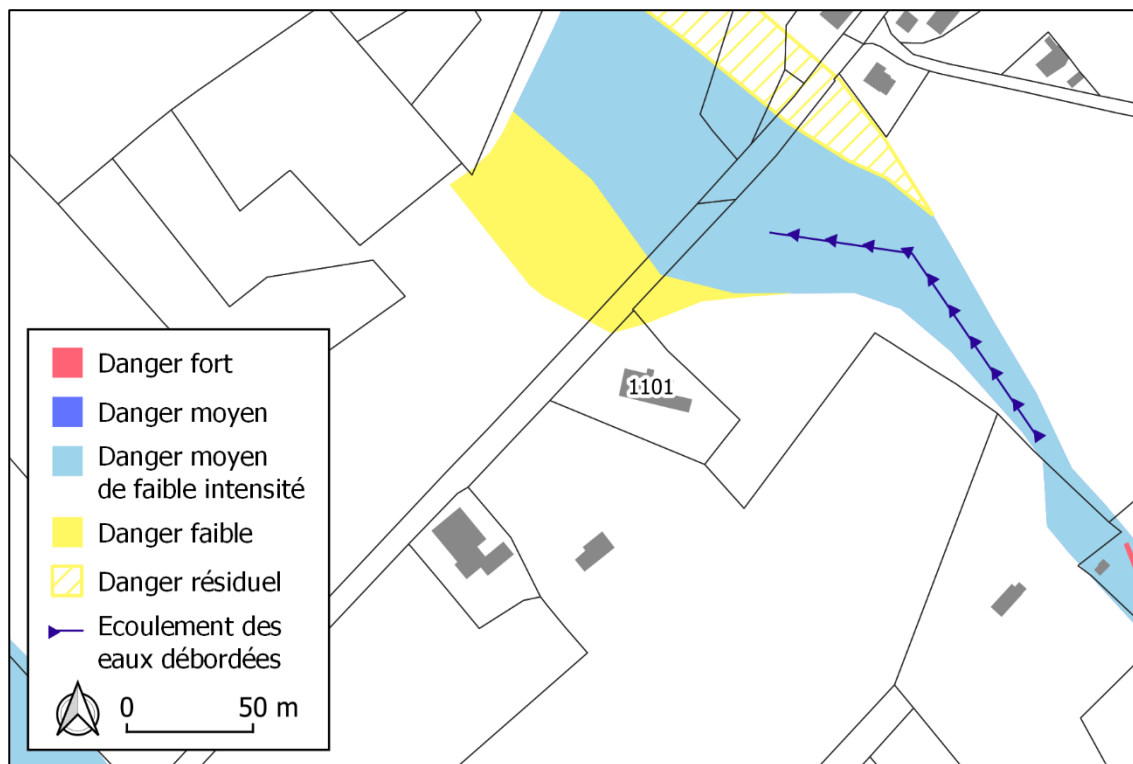 1101
Danger fort
Danger moyen
Danger moyen
de faible intensité
Danger faible
Danger résiduel
Ecoulement des
eaux débordées
0 50 m